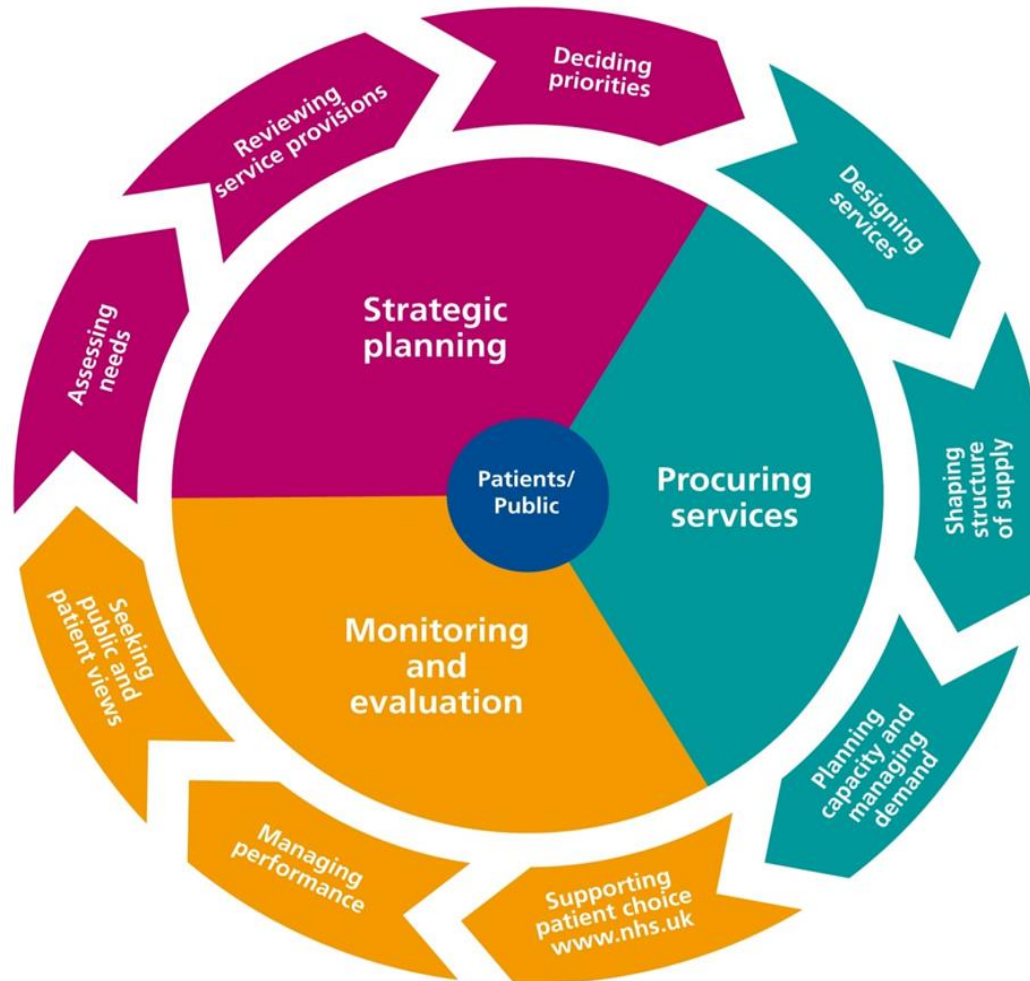 Deciding
priorities
Designing
services
Shaping
structure
of supply
Planning
capacity and
managing
demand
Supporting
patient choice
www.nhs.uk
Managing
performance
Seeking
public and
patient views
Assessing
needs
Reviewing
service provisions
Strategic
planning
Procuring
services
Monitoring
and
evaluation
Patients/
Public